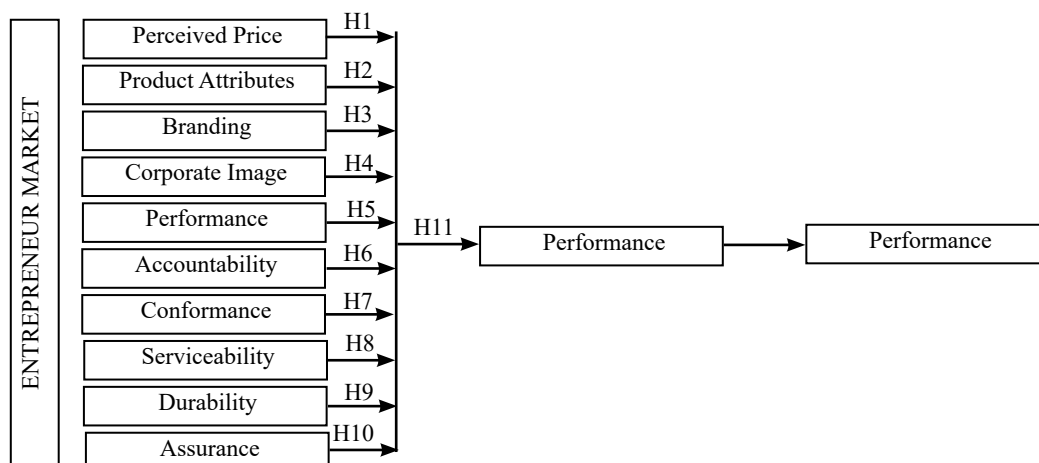 ENTREPRENEUR MARKET
Perceived Price
H1
Product Attributes
H2
Branding
H3
Corporate Image
H4
Performance
H5
Accountability
H6
Conformance
H7
Serviceability
H8
Durability
H9
Assurance
H10
H11
Performance
Performance